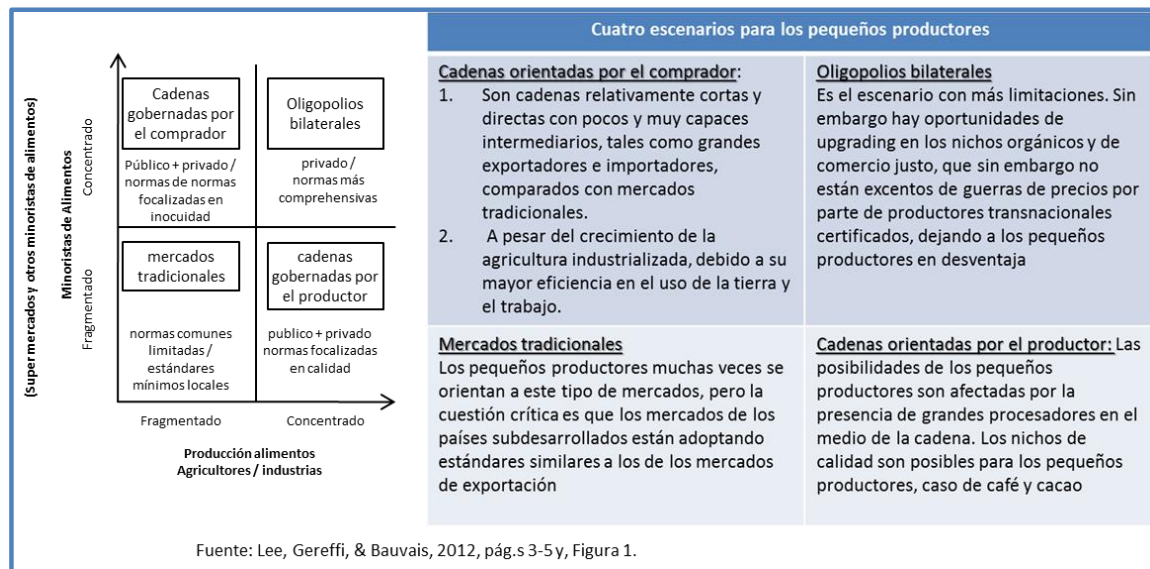 (Supermercados y otros minoristas de alimentos)
Minoristas de Alimentos
Concentrado
Fragmentado
Cadenas
gobernadas por
el comprador
Público + privado /
normas de normas
focalizadas en
inocuidad
Oligopolios
bilaterales
privado /
normas más
comprehensivas
mercados
tradicionales
normas comunes
limitadas /
estándares
mínimos locales
cadenas
gobernadas por
el productor
publico + privado
normas focalizadas
en calidad
Fragmentado
Concentrado
Producción alimentos
Agricultores / industrias
Cuatro escenarios para los pequeños productores
Cadenas orientadas por el comprador:
1. Son cadenas relativamente cortas y
directas con pocos y muy capaces
intermediarios, tales como grandes
exportadores e importadores,
comparados con mercados
tradicionales.
2. A pesar del crecimiento de la
agricultura industrializada, debido a su
mayor eficiencia en el uso de la tierra y
el trabajo.
Oligopolios bilaterales
Es el escenario con más limitaciones. Sin
embargo hay oportunidades de
upgrading en los nichos orgánicos y de
comercio justo, que sin embargo no
están excentos de guerras de precios por
parte de productores transnacionales
certificados, dejando a los pequeños
productores en desventaja
Mercados tradicionales
Los pequeños productores muchas veces se
orientan a este tipo de mercados, pero la
cuestión crítica es que los mercados de los
países subdesarrollados están adoptando
estándares similares a los de los mercados
de exportación
Cadenas orientadas por el productor: Las
posibilidades de los pequeños
productores son afectadas por la
presencia de grandes procesadores en el
medio de la cadena. Los nichos de
calidad son posibles para los pequeños
productores, caso de café y cacao
Fuente: Lee, Gereffi, & Bauvais, 2012, pág.s 3-5 y, Figura 1.